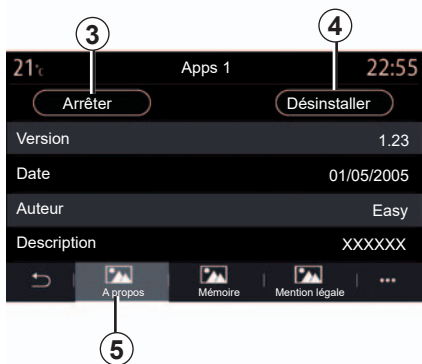 3 4
21°c Apps 1 22:55
Arrêter Désinstaller
Version 1.23
Date 01/05/2005
Auteur Easy
Description XXXXXX
A propos Mémoire Mention légale
5